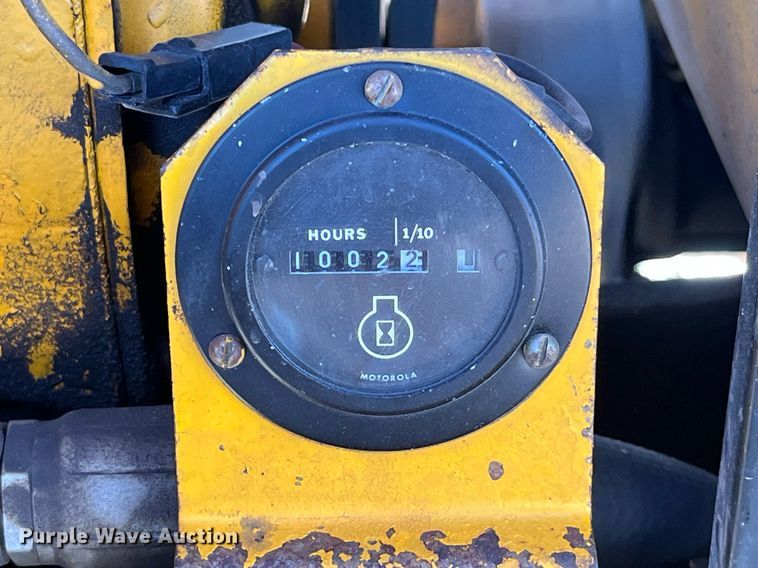 HOURS 1/10
10022
MOTOROLA
Purple Wave Auction